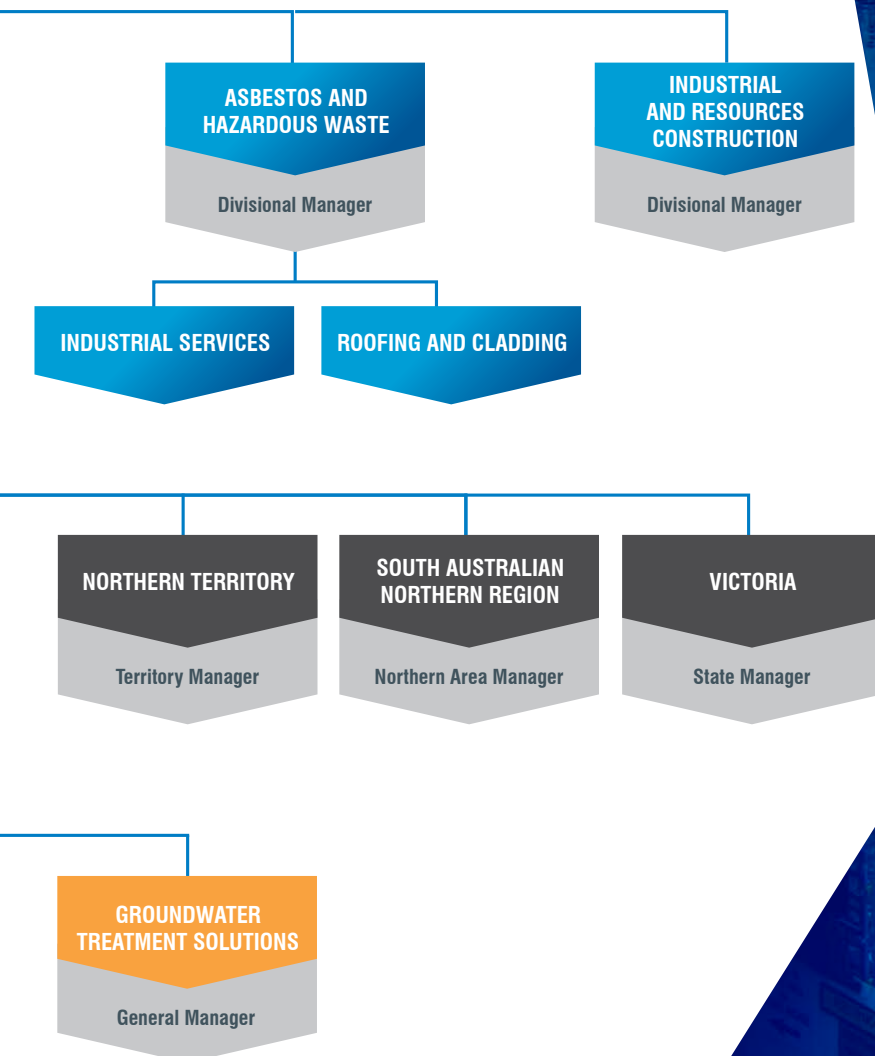 ASBESTOS AND
HAZARDOUS WASTE
Divisional Manager
INDUSTRIAL
AND RESOURCES
CONSTRUCTION
Divisional Manager
INDUSTRIAL SERVICES
ROOFING AND CLADDING
NORTHERN TERRITORY
Territory Manager
SOUTH AUSTRALIAN
NORTHERN REGION
Northern Area Manager
VICTORIA
State Manager
GROUNDWATER
TREATMENT SOLUTIONS
General Manager